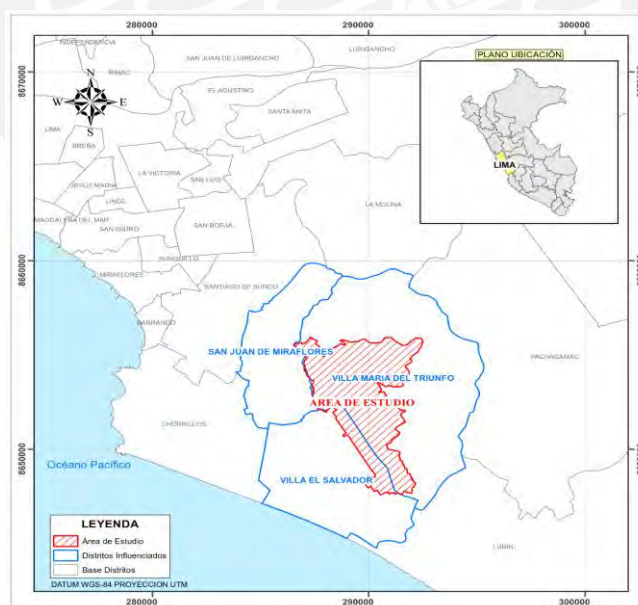 280000
290000
300000
INDEPENDENCIA
SAN JUAN DE LURIGANCHO
LURIGANCHO
PLANO UBICACIÓN
8670000
8670000
RIMAC
N
W
E
S
EL AGUSTINO
SANTA ANITA
LIMA
BREÑA
LIMA
LA VICTORIA
SAN LUIS
JESUS MARIA
LINCE
LA MOLINA
MAGDALENA DEL MAR
SAN ISIDRO
SAN BORJA
SURQUILLO
8660000
8660000
MIRAFLORES
SANTIAGO DE SURCO
BARRANCO
SAN JUAN DE MIRAFLORES
PACHACAMAC
VILLA MARIA DEL TRIUNFO
AREA DE ESTUDIO
CHORRILLOS
8650000
Océano Pacífico
VILLA EL SALVADOR
LURIN
LEYENDA
Área de Estudio
Distritos Influenciados
Base Distritos
DATUM WGS-84 PROYECCION UTM
280000
290000
300000